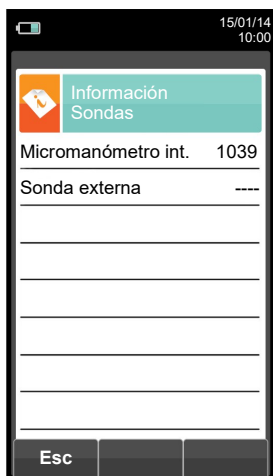 15/01/14
10:00
Información
Sondas
Micromanómetro int. 1039
Sonda externa ----
Esc